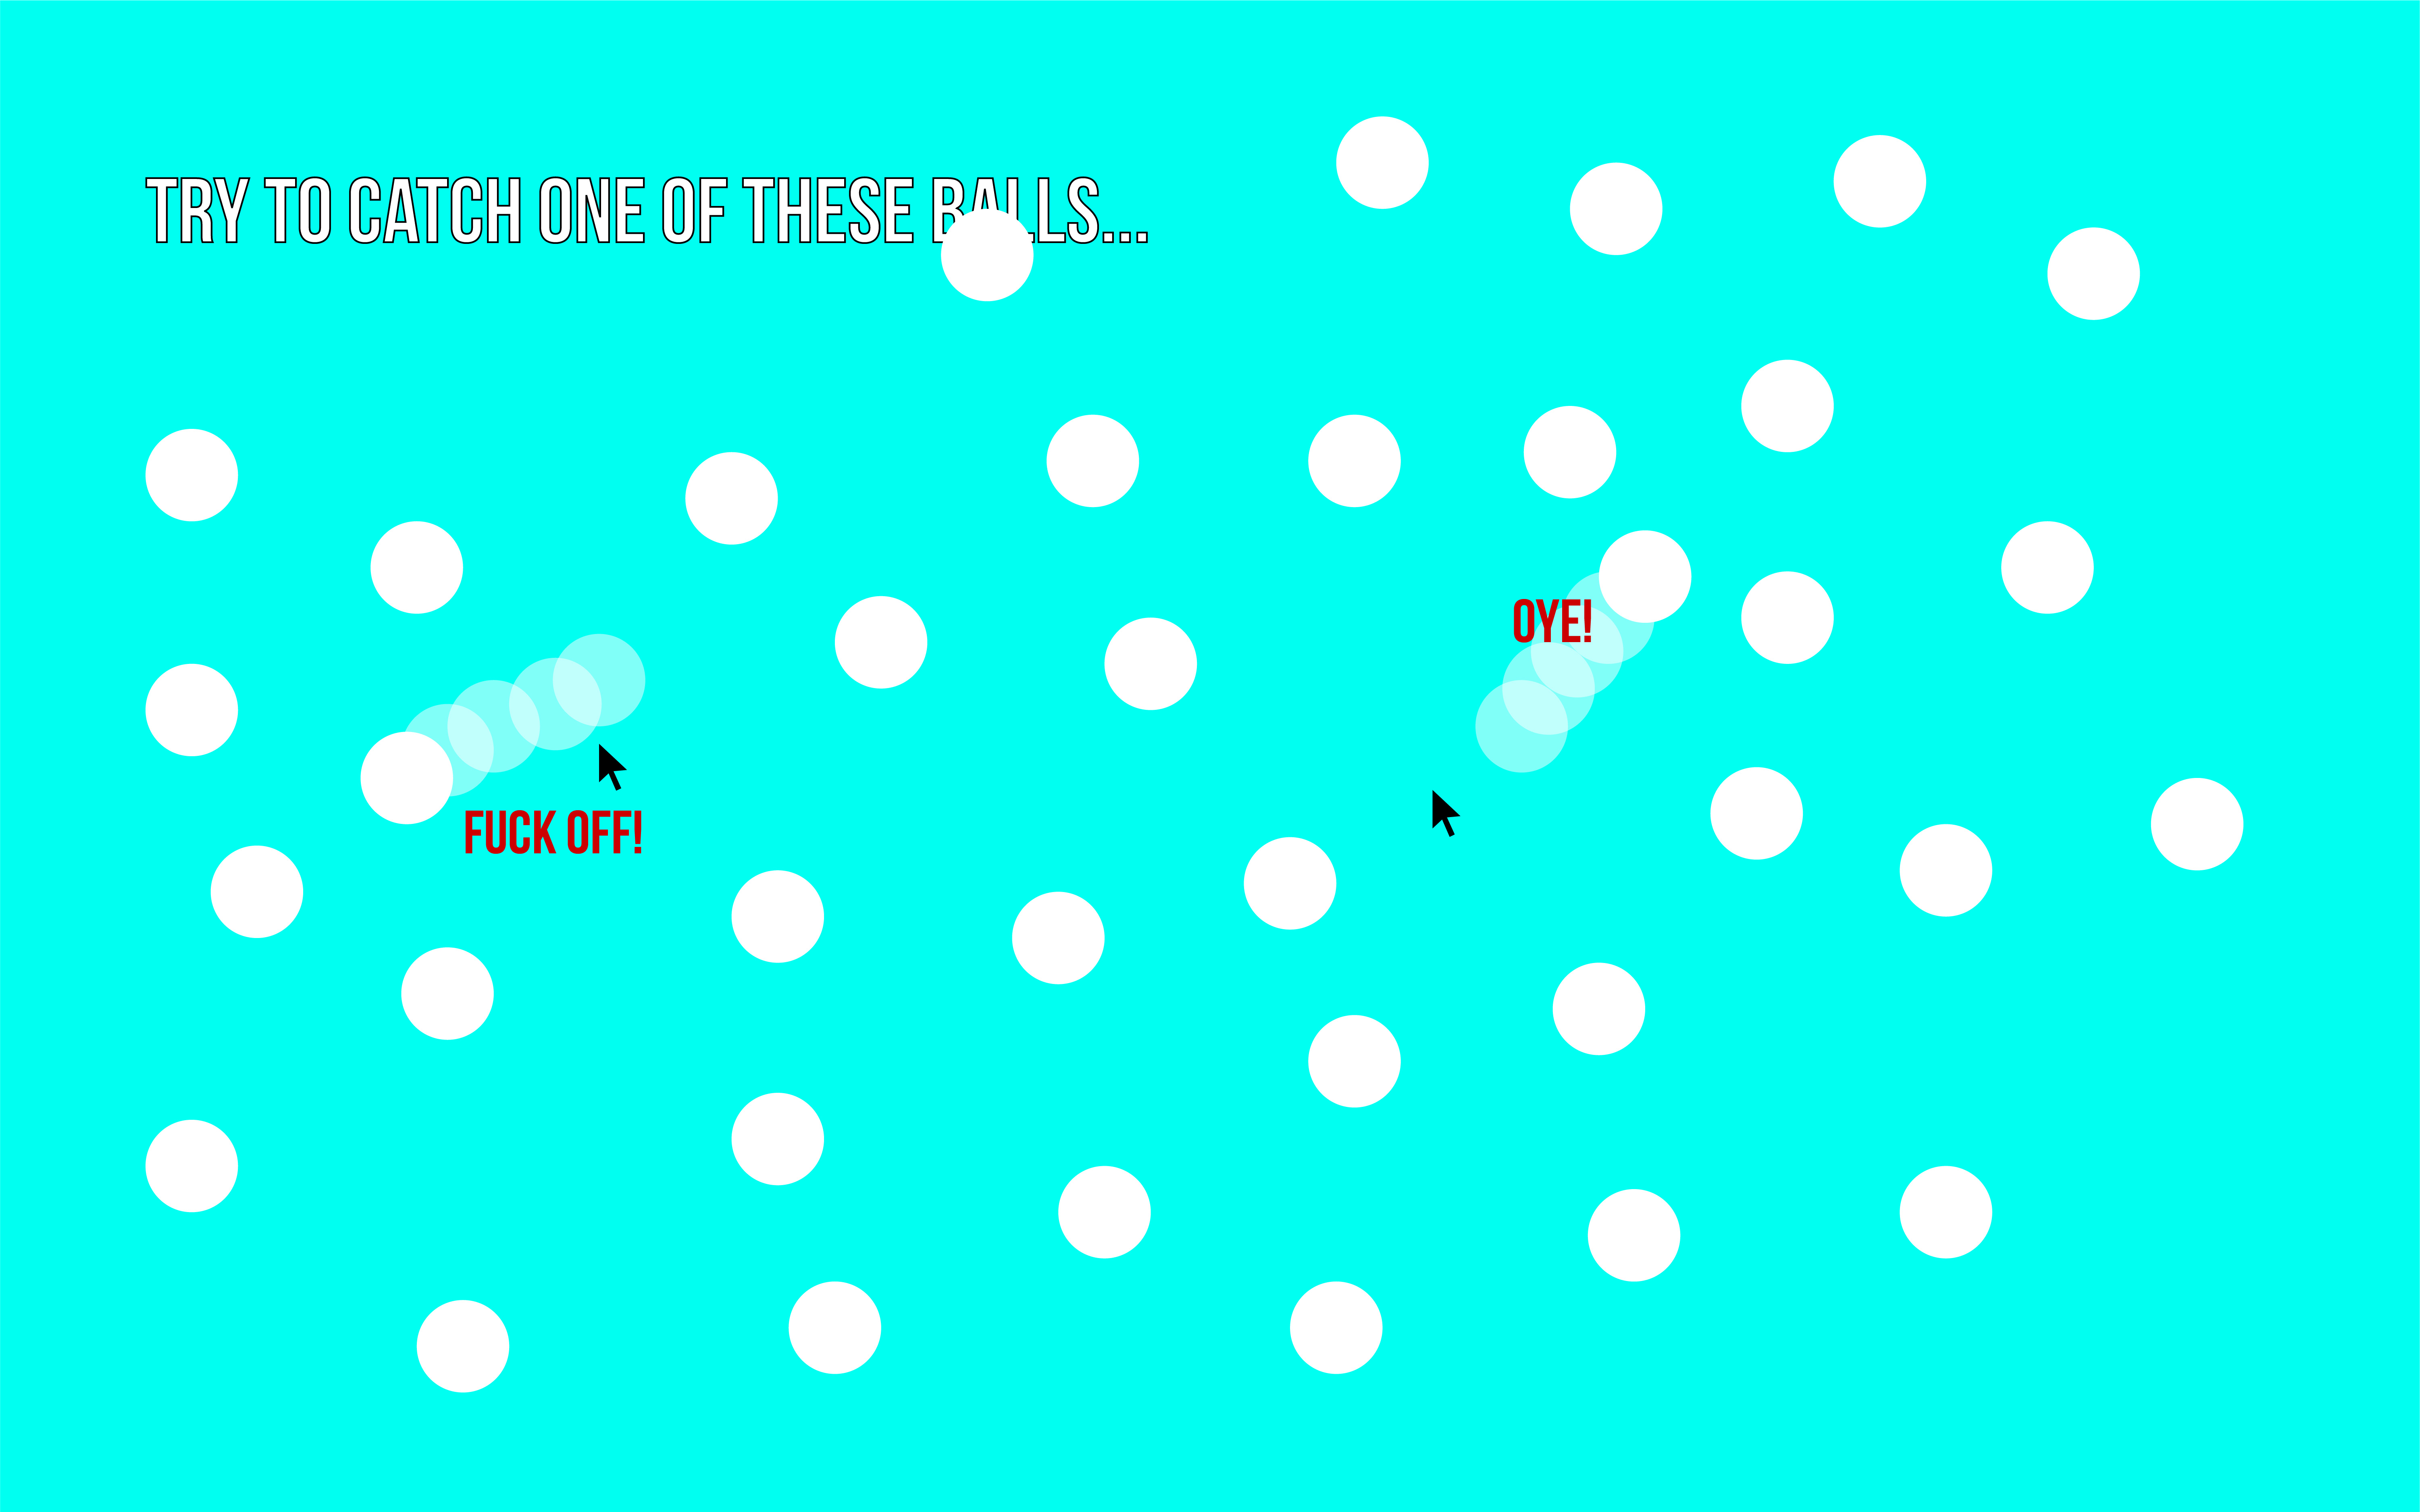 TRY TO CATCH ONE OF THESE BALLS...
OYE!
FUCK OFF!